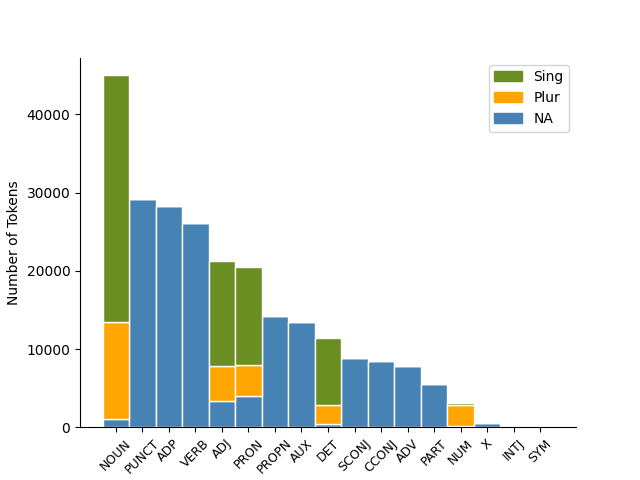 Sing
Plur
NA
Number of Tokens
40000
30000
20000
10000
0
NOUN
PUNCT
ADP
VERB
ADJ
PRON
PROPN
AUX
DET
SCONJ
CCONJ
ADV
PART
NUM
X
INTJ
SYM